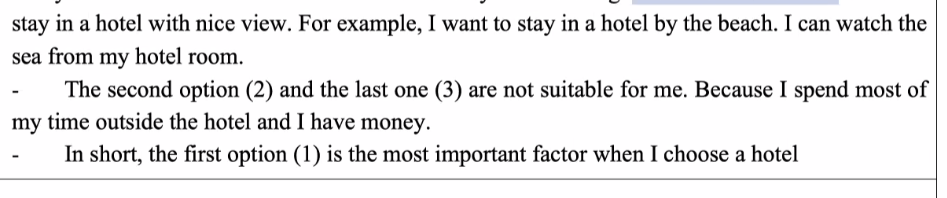 stay in a hotel with nice view. For example, I want to stay in a hotel by the beach. I can watch the
sea from my hotel room.
- The second option (2) and the last one (3) are not suitable for me. Because I spend most of
my time outside the hotel and I have money.
- In short, the first option (1) is the most important factor when I choose a hotel